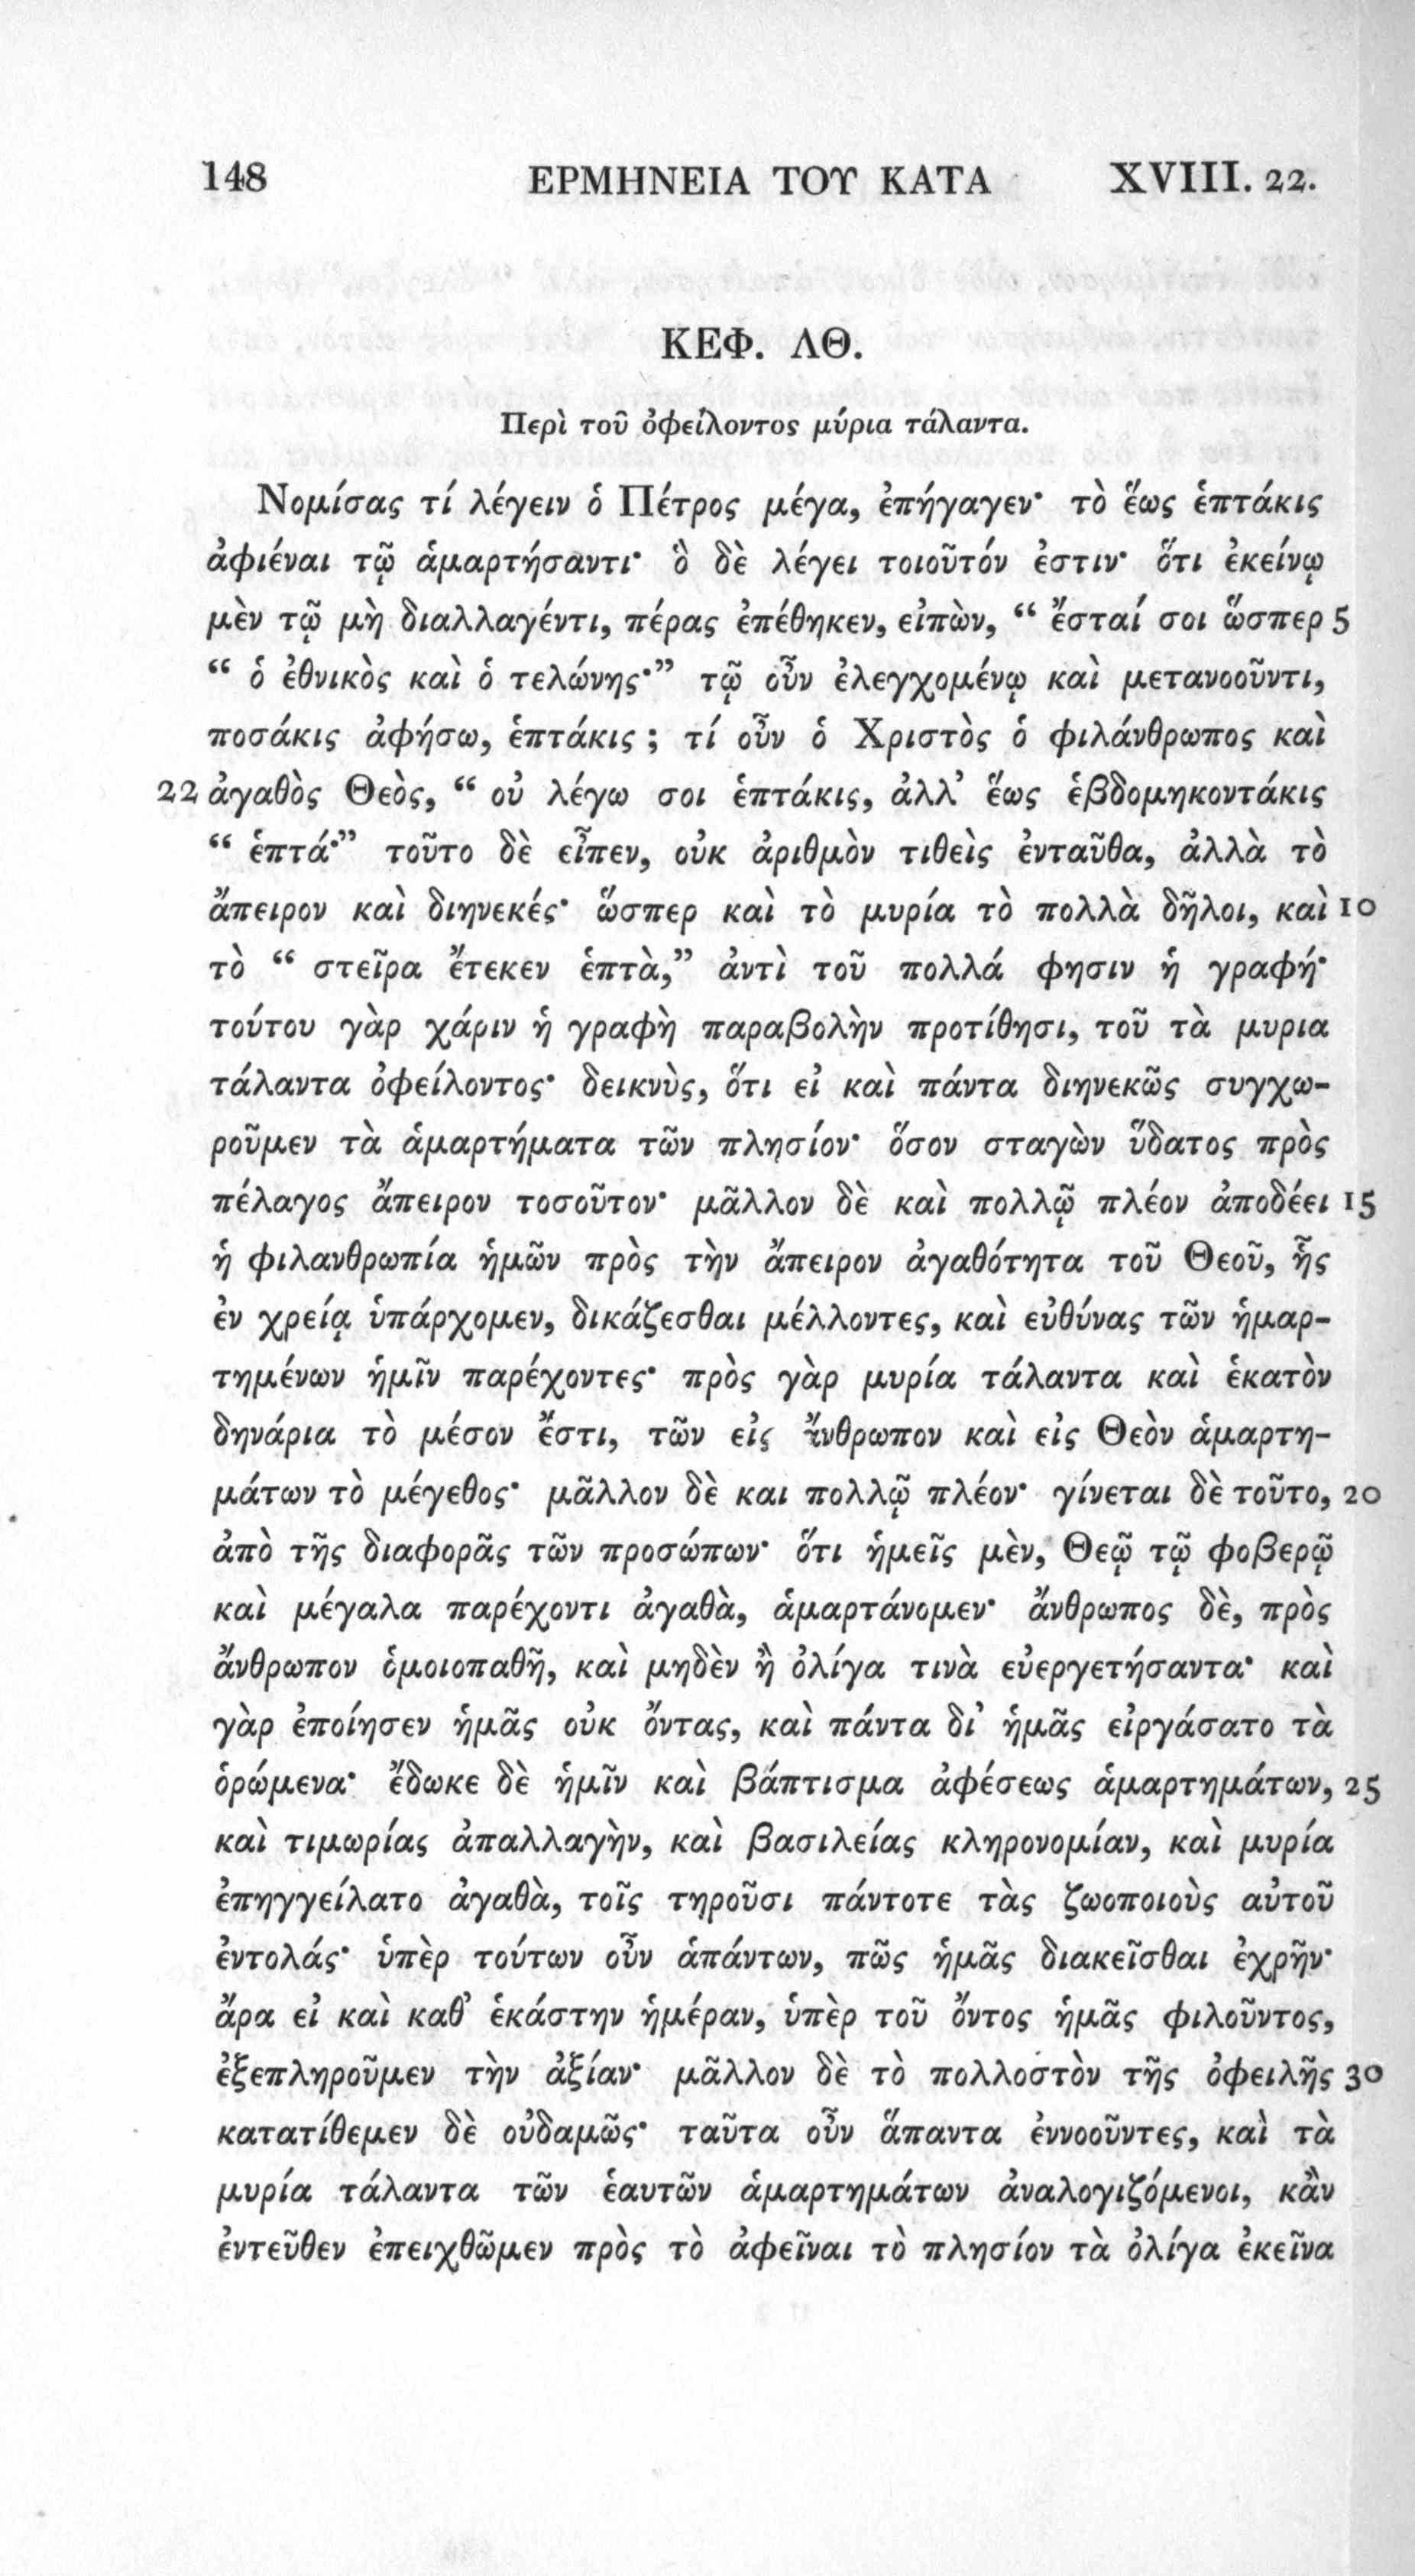 148 ΕΡΜΗΝΕΙΑ ΤΟΥ ΚΑΤΑ XVIII. 22.
ΚΕΦ. ΛΘ.
Περὶ τοῦ ὀφείλοντος μύρια τάλαντα.
Νομίσας τί λέγειν ὁ Πέτρος μέγα, ἐπήγαγεν· τὸ ἕως ἑπτάκις
ἀφιέναι τῷ ἁμαρτήσαντι· ὃ δὲ λέγει τοιοῦτόν ἐστιν· ὅτι ἐκείνῳ
μὲν τῷ μὴ διαλλαγέντι, πέρας ἐπέθηκεν, εἰπὼν, “ ἔσταί σοι ὥσπερ 5
“ ὁ ἐθνικὸς καὶ ὁ τελώνης·” τῷ οὖν ἐλεγχομένῳ καὶ μετανοοῦντι,
ποσάκις ἀφήσω, ἑπτάκις ; τί οὖν ὁ Χριστὸς ὁ φιλάνθρωπος καὶ
22 ἀγαθὸς Θεὸς, “ οὐ λέγω σοι ἑπτάκις, ἀλλ’ ἕως ἑβδομηκοντάκις
“ ἑπτά·” τοῦτο δὲ εἶπεν, οὐκ ἀριθμὸν τιθεὶς ἐνταῦθα, ἀλλὰ τὸ
ἄπειρον καὶ διηνεκές· ὥσπερ καὶ τὸ μυρία τὸ πολλὰ δῆλοι, καὶ 10
τὸ “ στεῖρα ἔτεκεν ἑπτὰ,” ἀντὶ τοῦ πολλά φησιν ἡ γραφή·
τούτου γὰρ χάριν ἡ γραφὴ παραβολὴν προτίθησι, τοῦ τὰ μυρια
τάλαντα ὀφείλοντος· δεικνὺς, ὅτι εἰ καὶ πάντα διηνεκῶς συγχω-
ροῦμεν τὰ ἁμαρτήματα τῶν πλησίον· ὅσον σταγὼν ὕδατος πρὸς
πέλαγος ἄπειρον τοσοῦτον· μᾶλλον δὲ καὶ πολλῷ πλέον ἀποδέει 15
ἡ φιλανθρωπία ἡμῶν πρὸς τὴν ἄπειρον ἀγαθότητα τοῦ Θεοῦ, ἧς
ἐν χρείᾳ ὑπάρχομεν, δικάζεσθαι μέλλοντες, καὶ εὐθύνας τῶν ἡμαρ-
τημένων ἡμῖν παρέχοντες· πρὸς γὰρ μυρία τάλαντα καὶ ἑκατὸν
δηνάρια τὸ μέσον ἔστι, τῶν εἰς ἄνθρωπον καὶ εἰς Θεὸν ἁμαρτη-
μάτων τὸ μέγεθος· μᾶλλον δὲ και πολλῷ πλέον· γίνεται δὲ τοῦτο, 20
ἀπὸ τῆς διαφορᾶς τῶν προσώπων· ὅτι ἡμεῖς μὲν, Θεῷ τῷ φοβερῷ
καὶ μέγαλα παρέχοντι ἀγαθὰ, ἁμαρτάνομεν· ἄνθρωπος δὲ, πρὸς
ἄνθρωπον ὁμοιοπαθῆ, καὶ μηδὲν ἢ ὀλίγα τινὰ εὐεργετήσαντα· καὶ
γὰρ ἐποίησεν ἡμᾶς οὐκ ὄντας, καὶ πάντα δι’ ἡμᾶς εἰργάσατο τὰ
ὁρώμενα· ἔδωκε δὲ ἡμῖν καὶ βάπτισμα ἀφέσεως ἁμαρτημάτων, 25
καὶ τιμωρίας ἀπαλλαγὴν, καὶ βασιλείας κληρονομίαν, καὶ μυρία
ἐπηγγείλατο ἀγαθὰ, τοῖς τηροῦσι πάντοτε τὰς ζωοποιοὺς αὐτοῦ
ἐντολάς· ὑπὲρ τούτων οὖν ἁπάντων, πῶς ἡμᾶς διακεῖσθαι ἐχρῆν·
ἄρα εἰ καὶ καθ’ ἑκάστην ἡμέραν, ὑπὲρ τοῦ ὄντος ἡμᾶς φιλοῦντος,
ἐξεπληροῦμεν τὴν ἀξίαν· μᾶλλον δὲ τὸ πολλοστὸν τῆς ὀφειλῆς 30
κατατίθεμεν δὲ οὐδαμῶς· ταῦτα οὖν ἅπαντα ἐννοοῦντες, καὶ τὰ
μυρία τάλαντα τῶν ἑαυτῶν ἁμαρτημάτων ἀναλογιζόμενοι, κἂν
ἐντεῦθεν ἐπειχθῶμεν πρὸς τὸ ἀφεῖναι τὸ πλησίον τὰ ὀλίγα ἐκεῖνα